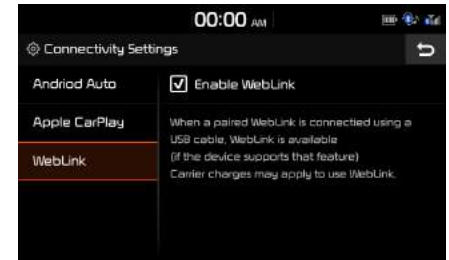 00:00 AM
Connectivity Settings
Andriod Auto
Enable WebLink
Apple CarPlay
When a paired WebLink is connectied using a
USB cable, WebLink is available
WebLink
(if the device supports that feature)
Carrier charges may apply to use WebLink.